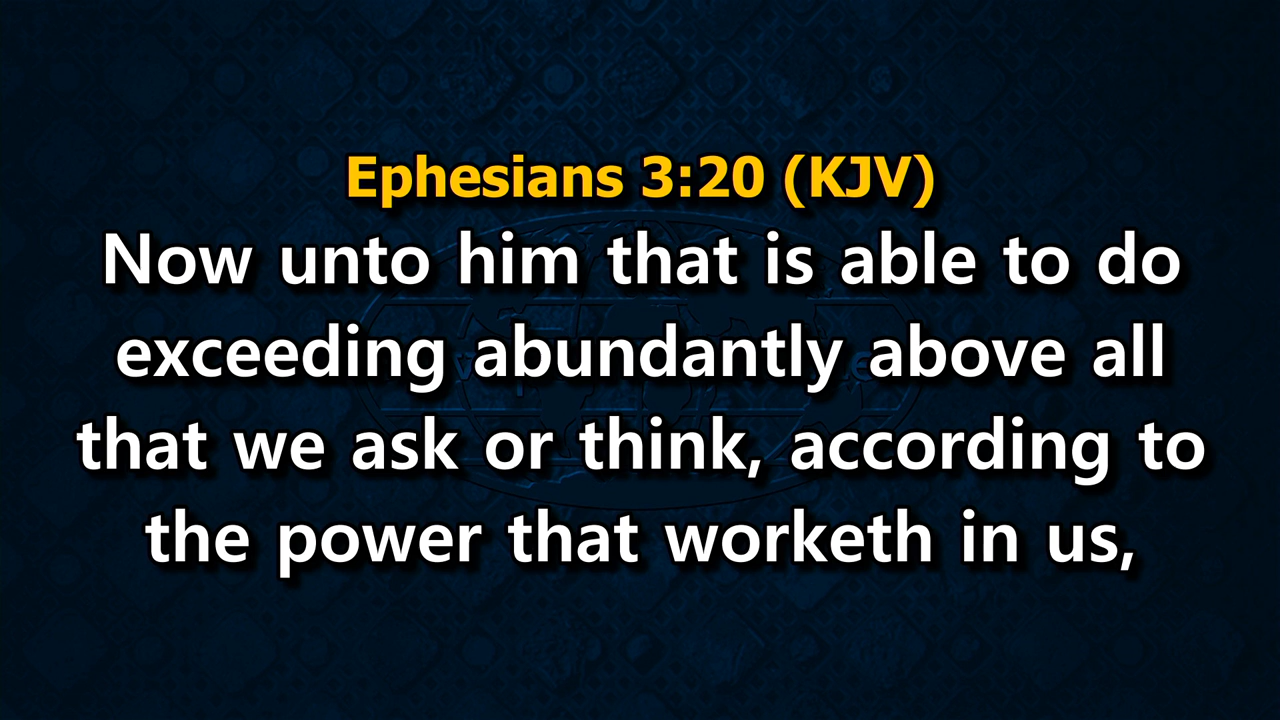 Ephesians 3:20 (KJV)
Now unto him that is able to do
exceeding abundantly above all
that we ask or think, according to
the power that worketh in us,